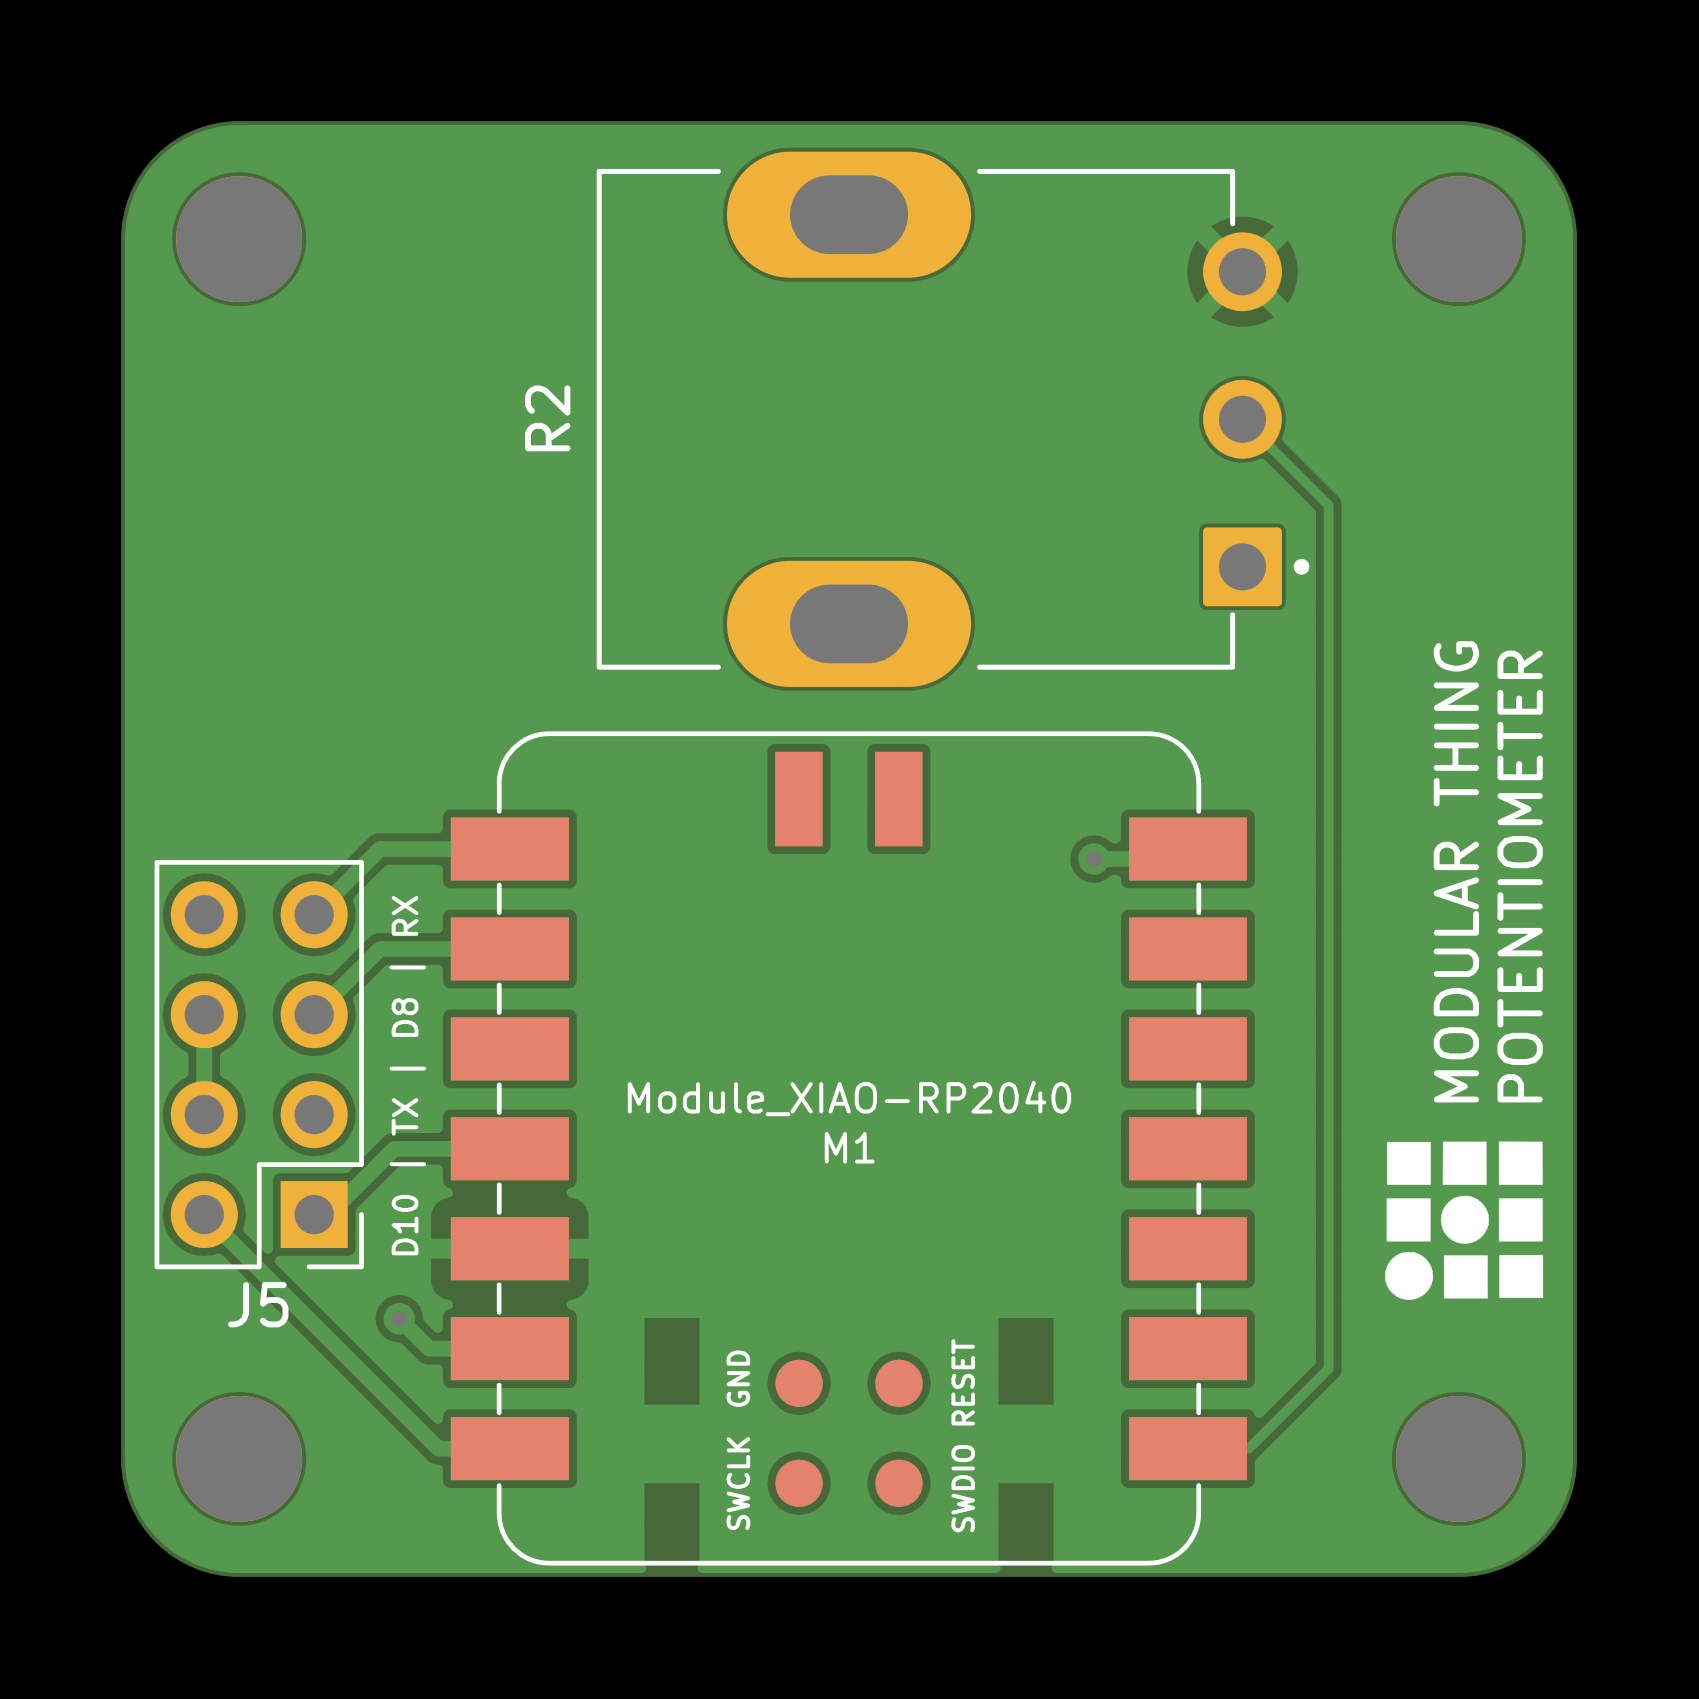 R2
MODULAR THING
POTENTIOMETER
D10 | TX | D8 | RX
Module_XIAO-RP2040
M1
J5
SWCLK GND
SWDIO RESET